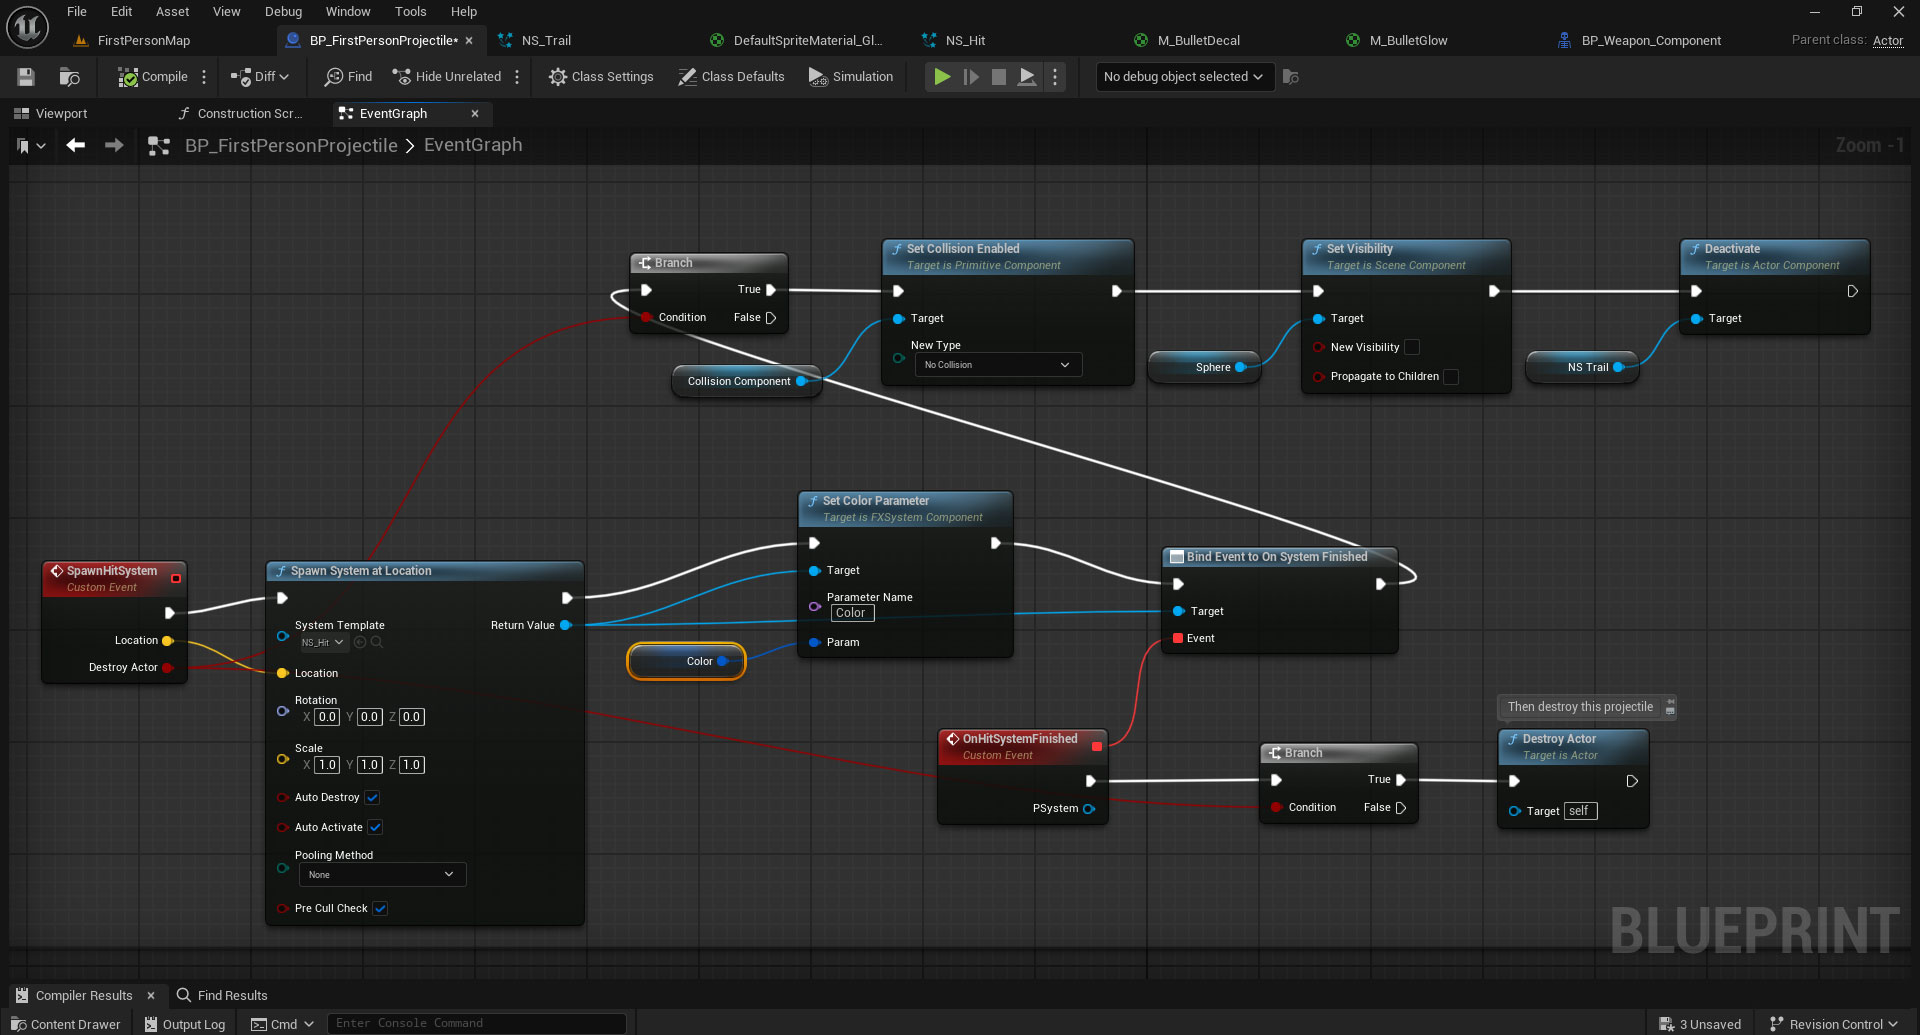 File Edit Asset View Debug Window Tools Help
FirstPersonMap BP_FirstPersonProjectile* NS_Trail DefaultSpriteMaterial_Gl... NS_Hit M_BulletDecal M_BulletGlow BP_Weapon_Component Parent class: Actor
Compile Diff Find Hide Unrelated Class Settings Class Defaults Simulation No debug object selected
Viewport Construction Scr... EventGraph
BP_FirstPersonProjectile > EventGraph Zoom -1
Branch
True
Condition False
Set Collision Enabled
Target is Primitive Component
Target
New Type
No Collision
Collision Component
Set Visibility
Target is Scene Component
Target
New Visibility
Propagate to Children
Sphere
Deactivate
Target is Actor Component
Target
NS Trail
SpawnHitSystem
Custom Event
Location
Destroy Actor
Spawn System at Location
System Template
NS_Hit
Return Value
Location
Rotation
X 0.0 Y 0.0 Z 0.0
Scale
X 1.0 Y 1.0 Z 1.0
Auto Destroy
Auto Activate
Pooling Method
None
Pre Cull Check
Set Color Parameter
Target is FXSystem Component
Target
Parameter Name
Color
Param
Color
Bind Event to On System Finished
Target
Event
OnHitSystemFinished
Custom Event
PSystem
Branch
True
Condition False
Then destroy this projectile
Destroy Actor
Target is Actor
Target self
BLUEPRINT
Compiler Results Find Results
Content Drawer Output Log Cmd Enter Console Command 3 Unsaved Revision Control